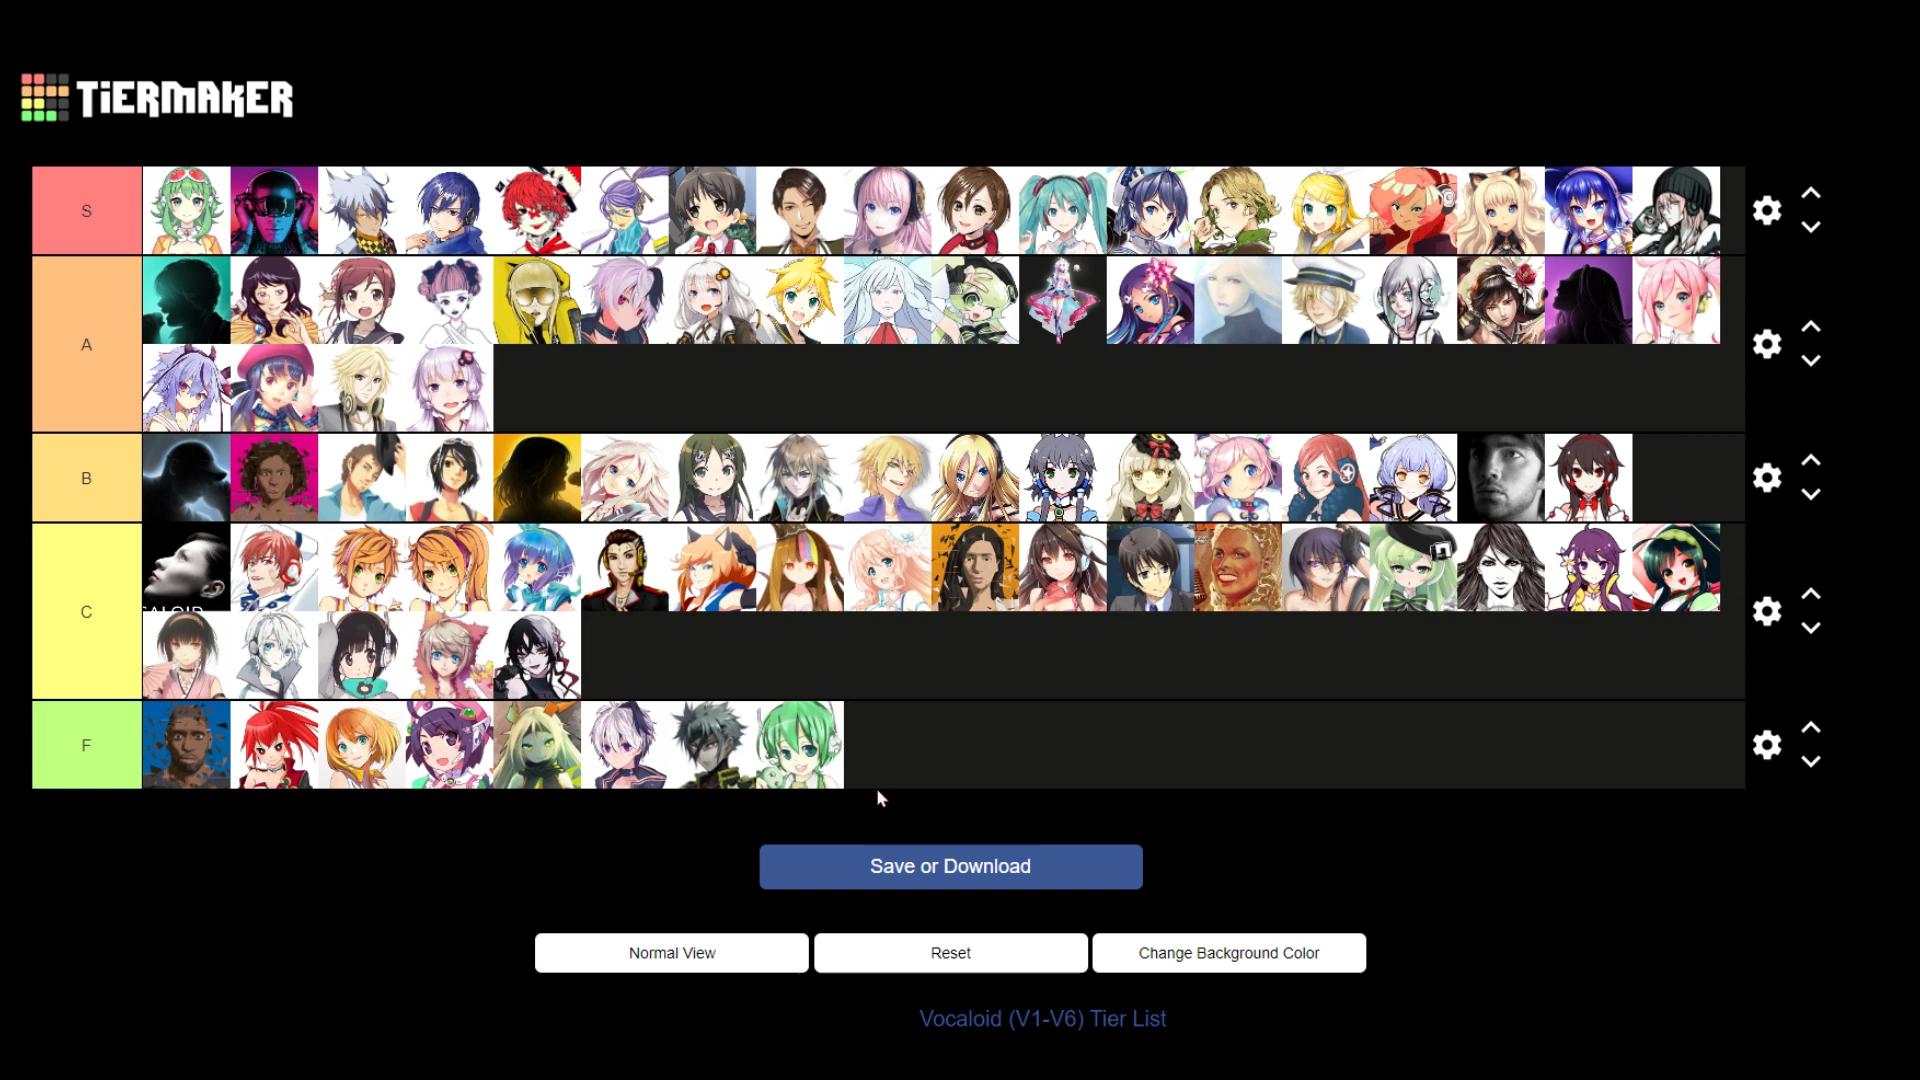 TiERMAKER
S
A
B
C
F
Save or Download
Normal View
Reset
Change Background Color
Vocaloid (V1-V6) Tier List